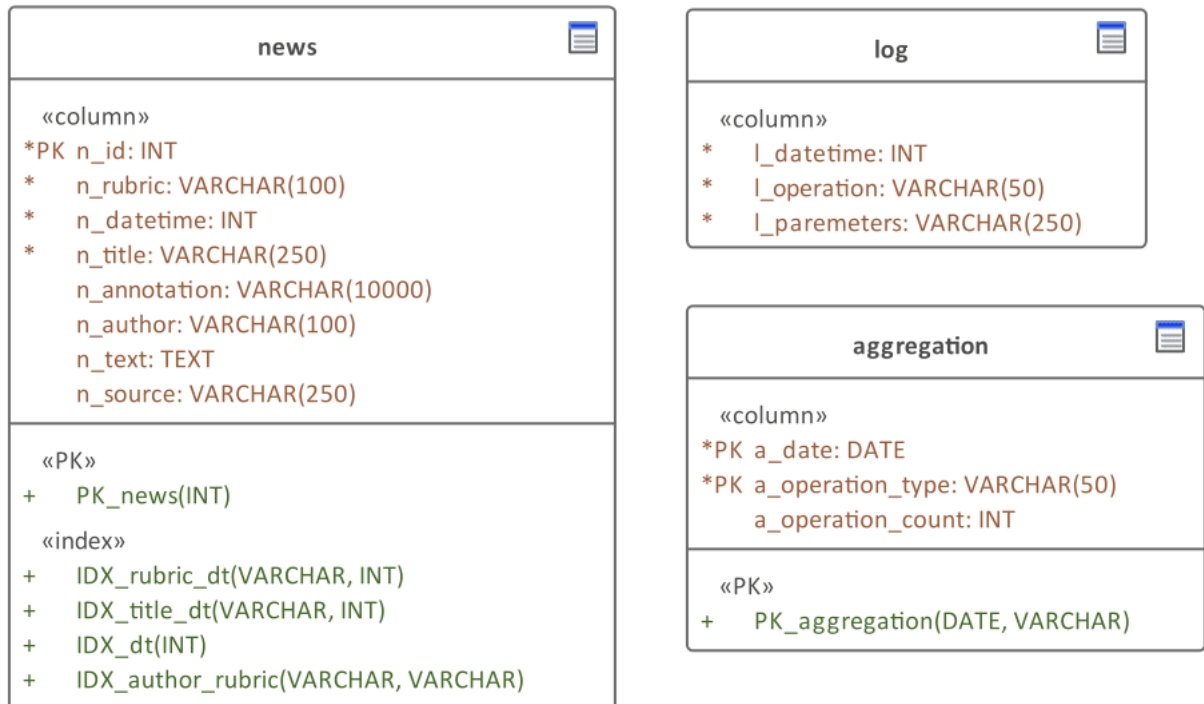 news
«column»
*PK n_id: INT
* n_rubric: VARCHAR(100)
* n_datetime: INT
* n_title: VARCHAR(250)
n_annotation: VARCHAR(10000)
n_author: VARCHAR(100)
n_text: TEXT
n_source: VARCHAR(250)
«PK»
+ PK_news(INT)
«index»
+ IDX_rubric_dt(VARCHAR, INT)
+ IDX_title_dt(VARCHAR, INT)
+ IDX_dt(INT)
+ IDX_author_rubric(VARCHAR, VARCHAR)
log
«column»
* l_datetime: INT
* l_operation: VARCHAR(50)
* l_paremeters: VARCHAR(250)
aggregation
«column»
*PK a_date: DATE
*PK a_operation_type: VARCHAR(50)
a_operation_count: INT
«PK»
+ PK_aggregation(DATE, VARCHAR)